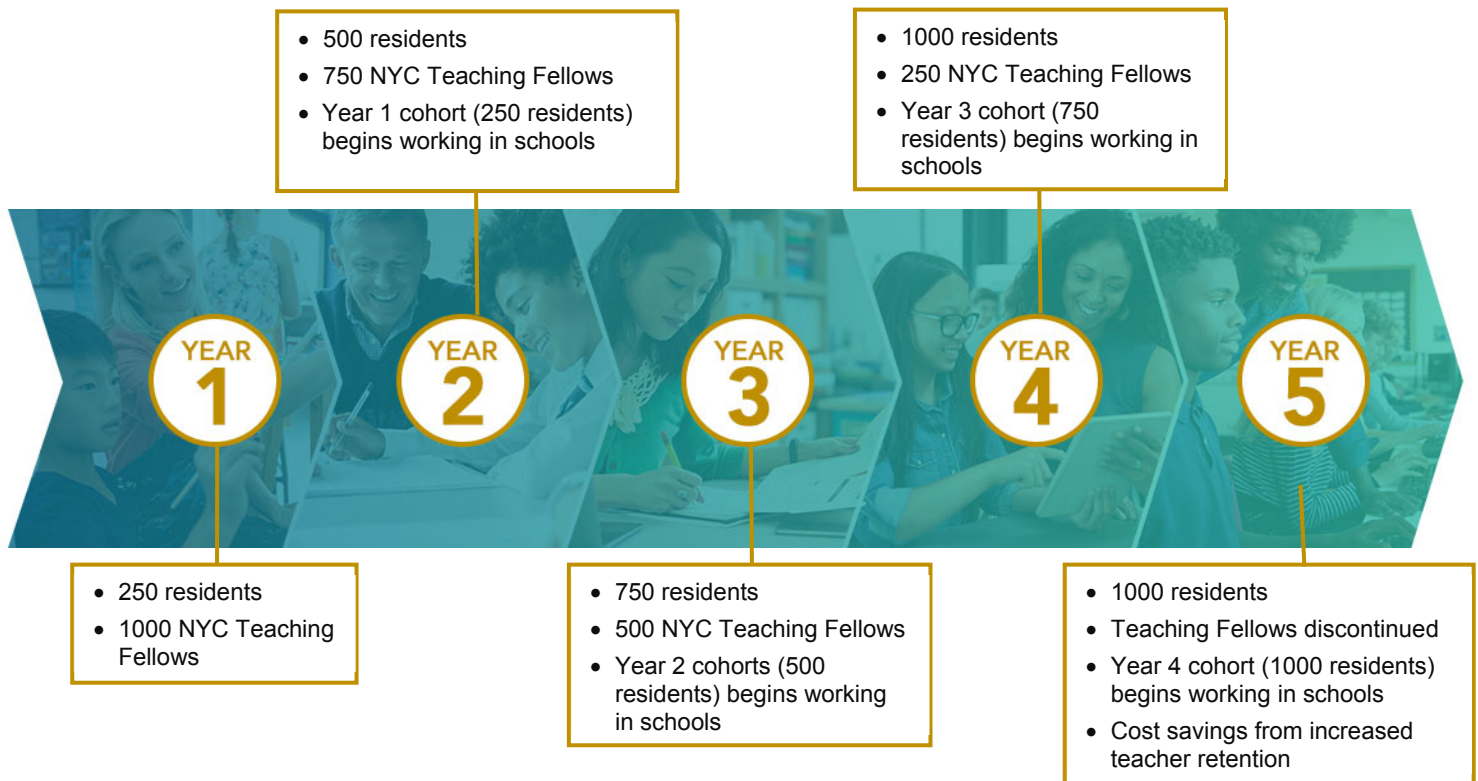 • 500 residents
• 750 NYC Teaching Fellows
• Year 1 cohort (250 residents)
begins working in schools
• 1000 residents
• 250 NYC Teaching Fellows
• Year 3 cohort (750
residents) begins working in
schools
YEAR
1
YEAR
2
YEAR
3
YEAR
4
YEAR
5
• 250 residents
• 1000 NYC Teaching
Fellows
• 750 residents
• 500 NYC Teaching Fellows
• Year 2 cohorts (500
residents) begins working
in schools
• 1000 residents
• Teaching Fellows discontinued
• Year 4 cohort (1000 residents)
begins working in schools
• Cost savings from increased
teacher retention